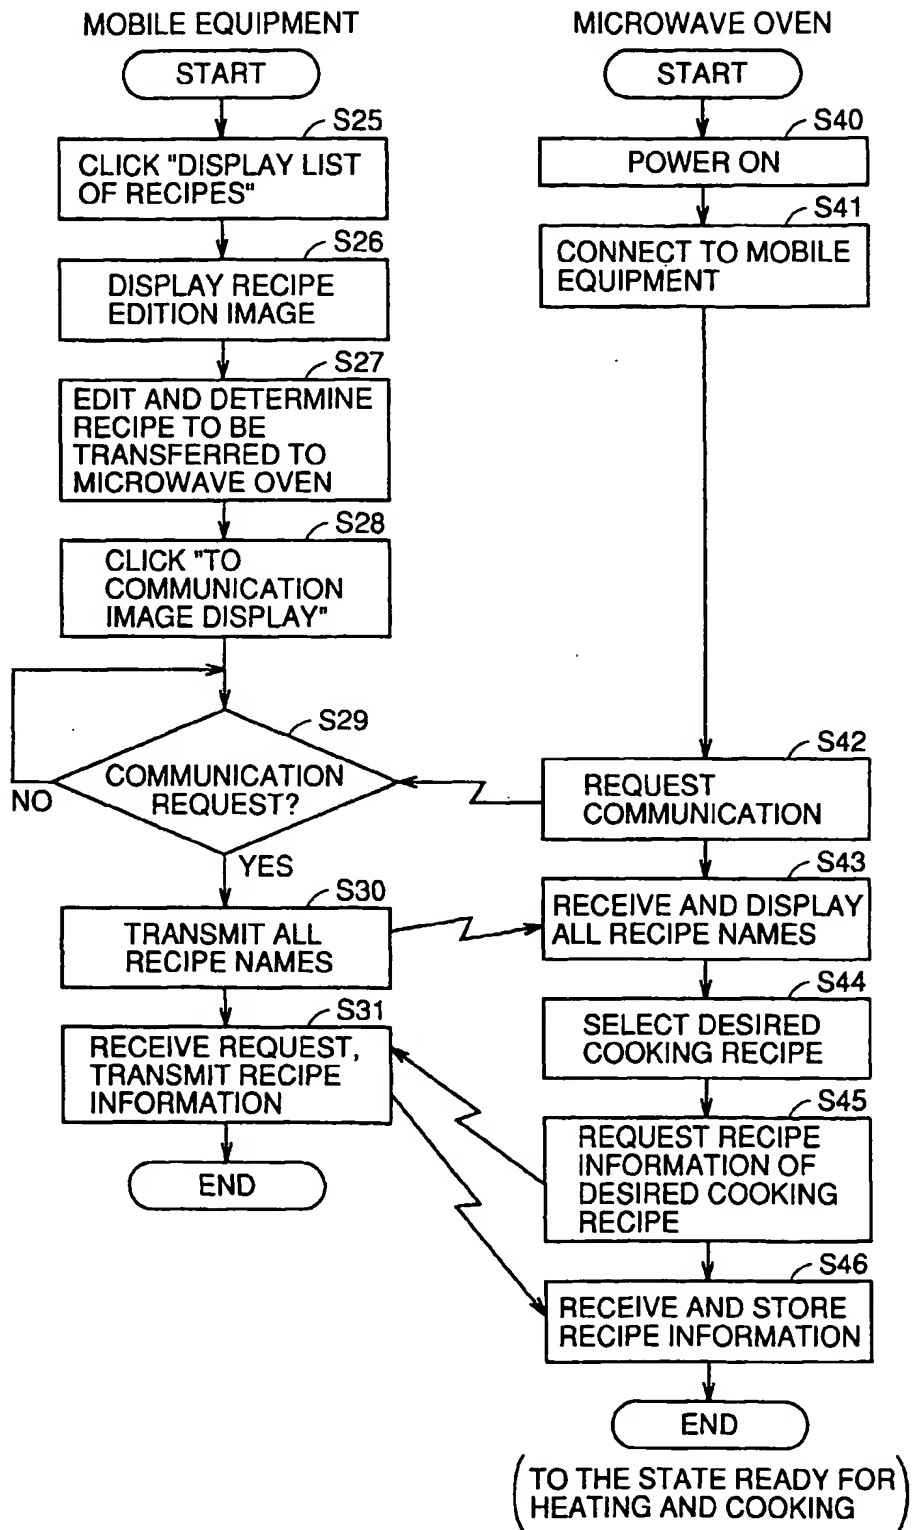 MOBILE EQUIPMENT
START
S25
CLICK "DISPLAY LIST
OF RECIPES"
S26
DISPLAY RECIPE
EDITION IMAGE
S27
EDIT AND DETERMINE
RECIPE TO BE
TRANSFERRED TO
MICROWAVE OVEN
S28
CLICK "TO
COMMUNICATION
IMAGE DISPLAY"
S29
COMMUNICATION
REQUEST?
NO
YES
S30
TRANSMIT ALL
RECIPE NAMES
S31
RECEIVE REQUEST,
TRANSMIT RECIPE
INFORMATION
END
MICROWAVE OVEN
START
S40
POWER ON
S41
CONNECT TO MOBILE
EQUIPMENT
S42
REQUEST
COMMUNICATION
S43
RECEIVE AND DISPLAY
ALL RECIPE NAMES
S44
SELECT DESIRED
COOKING RECIPE
S45
REQUEST RECIPE
INFORMATION OF
DESIRED COOKING
RECIPE
S46
RECEIVE AND STORE
RECIPE INFORMATION
END
(TO THE STATE READY FOR
HEATING AND COOKING)